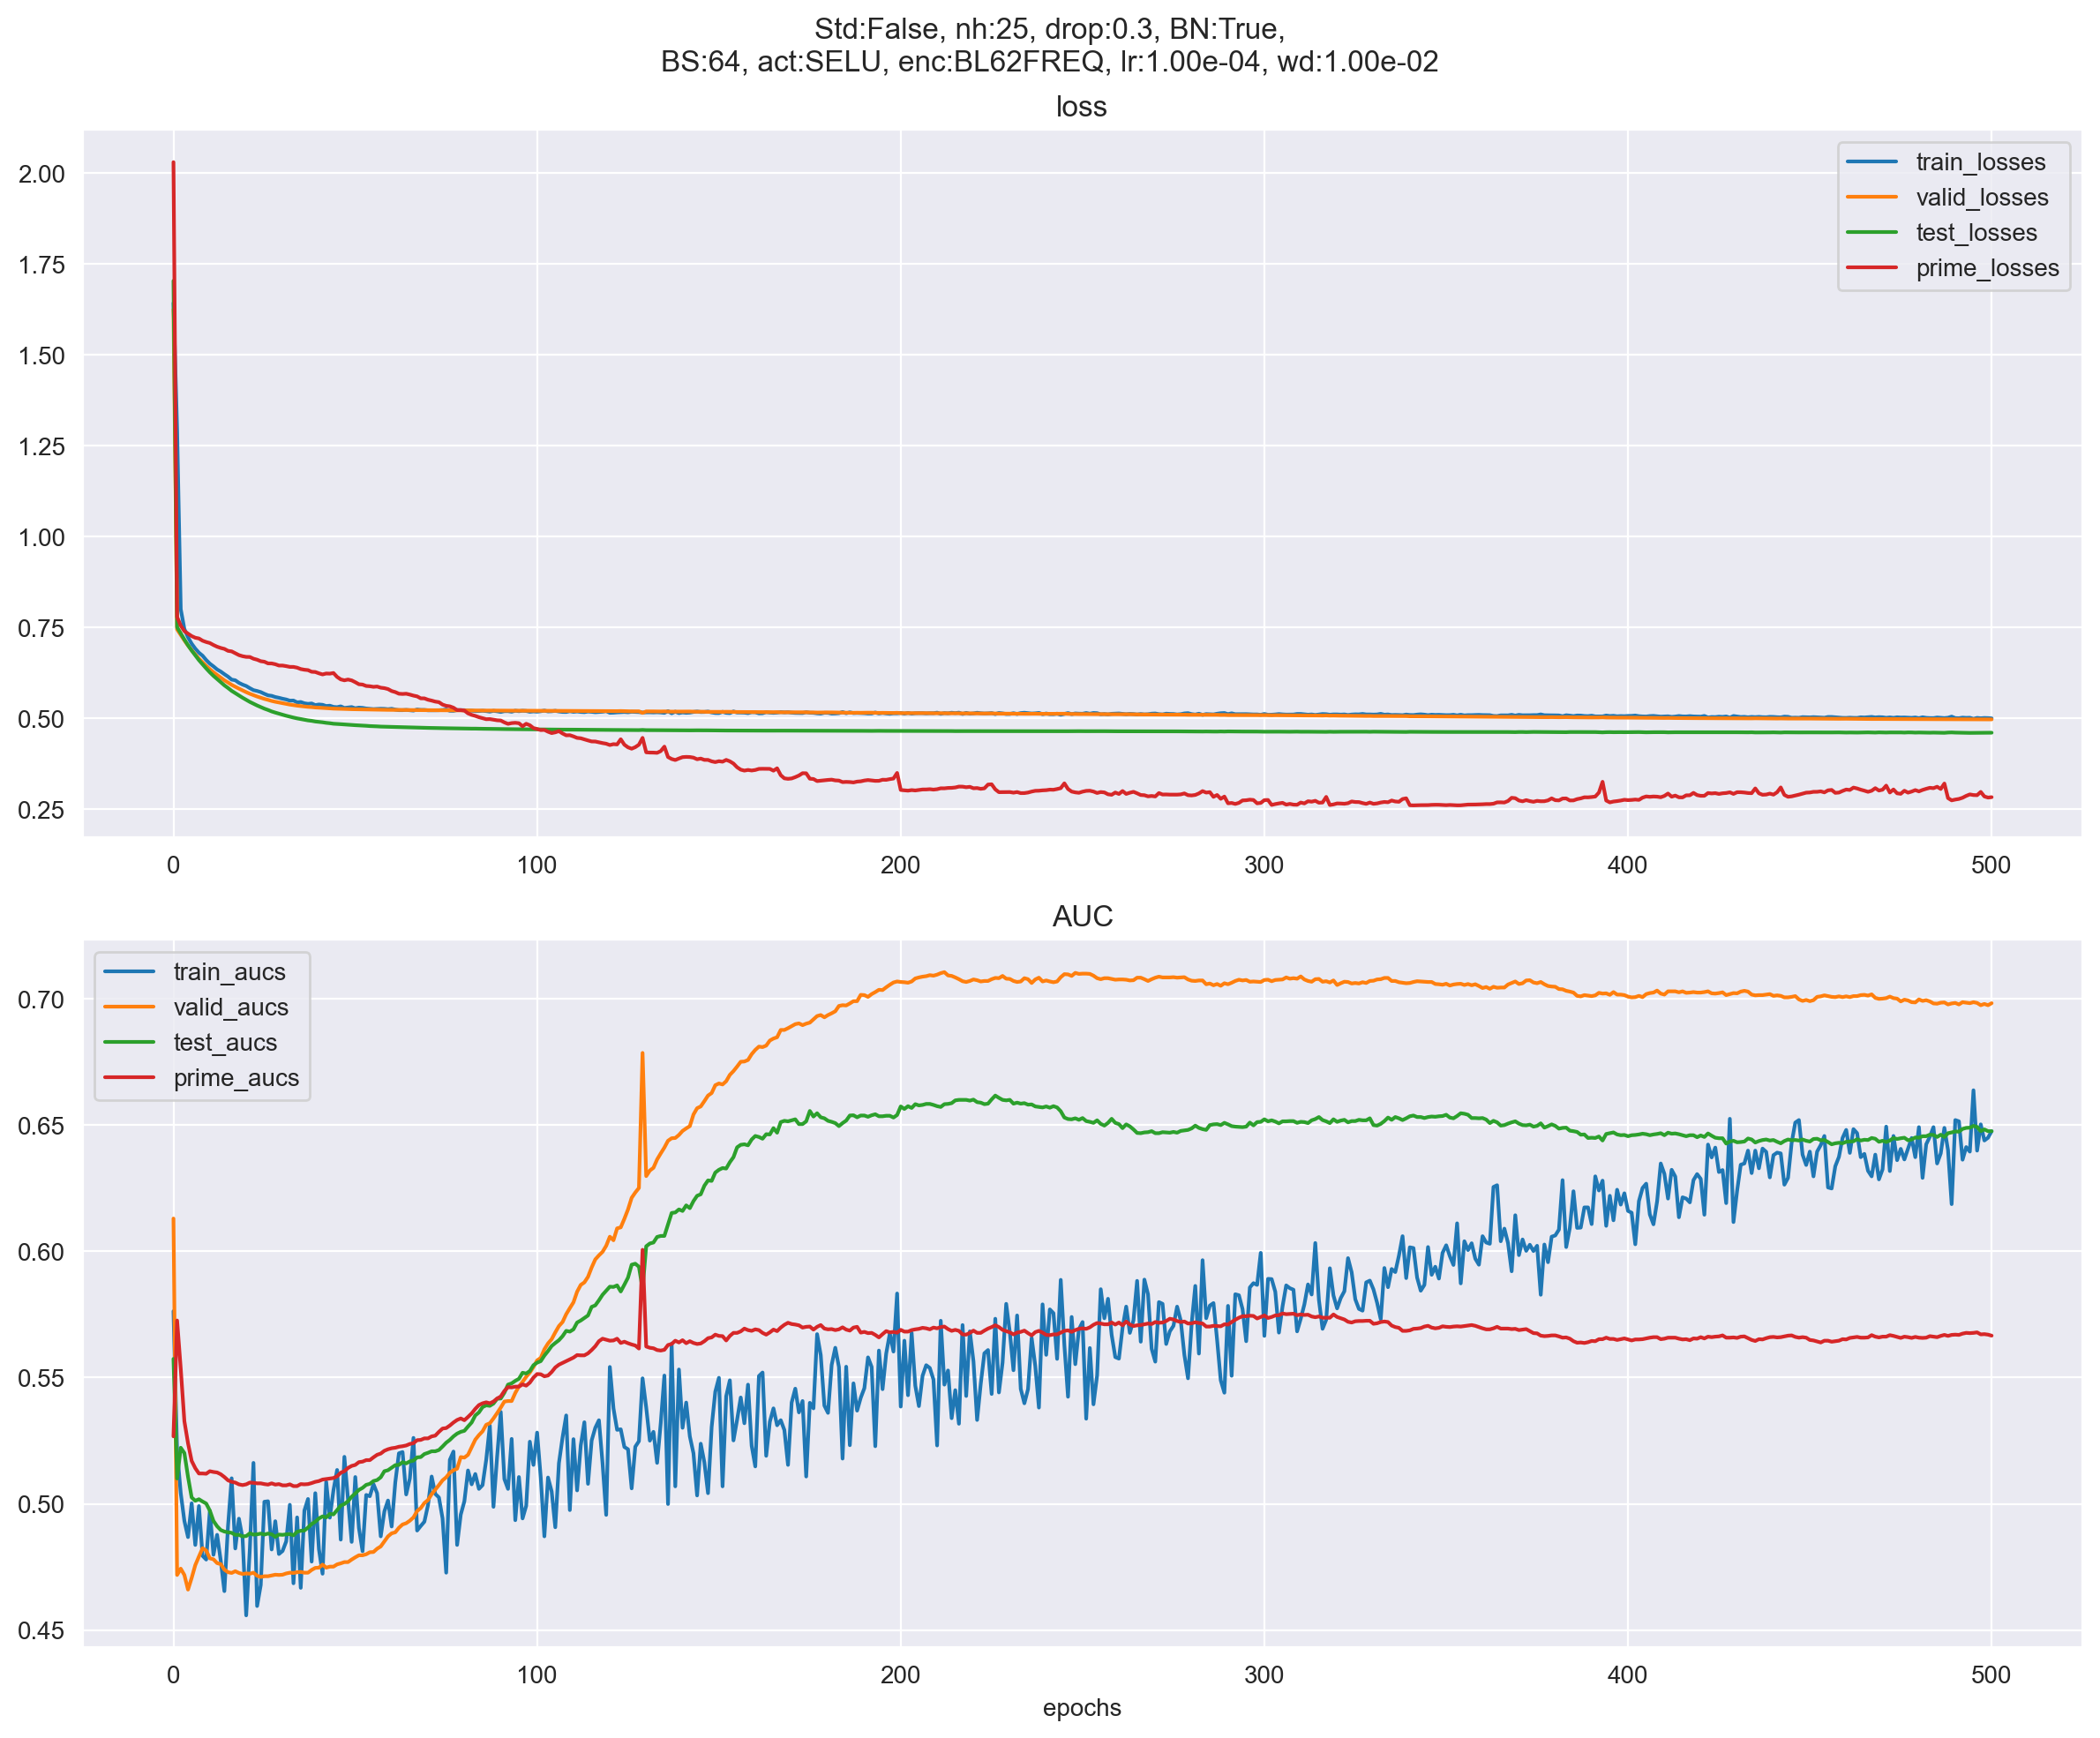 Std:False, nh:25, drop:0.3, BN:True,
BS:64, act:SELU, enc:BL62FREQ, lr:1.00e-04, wd:1.00e-02
loss
2.00
1.75
1.50
1.25
1.00
0.75
0.50
0.25
train_losses
valid_losses
test_losses
prime_losses
0 100 200 300 400 500
AUC
train_aucs
valid_aucs
test_aucs
prime_aucs
0.70
0.65
0.60
0.55
0.50
0.45
0 100 200 300 400 500
epochs